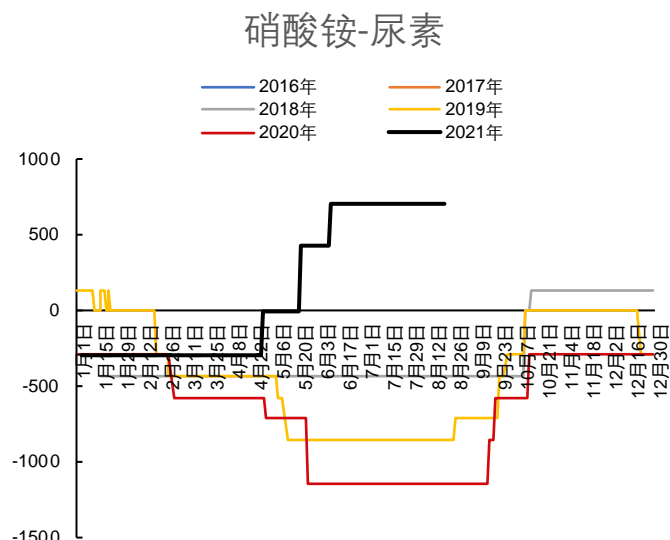 硝酸铵-尿素
2016年 2017年
2018年 2019年
2020年 2021年
1000
500
0
-500
-1000
-1500
1月1日
1月15日
1月29日
2月12日
2月26日
3月11日
3月25日
4月8日
4月22日
5月6日
5月20日
6月3日
6月17日
7月1日
7月15日
7月29日
8月12日
8月26日
9月9日
9月23日
10月7日
10月21日
11月4日
11月18日
12月2日
12月16日
12月30日